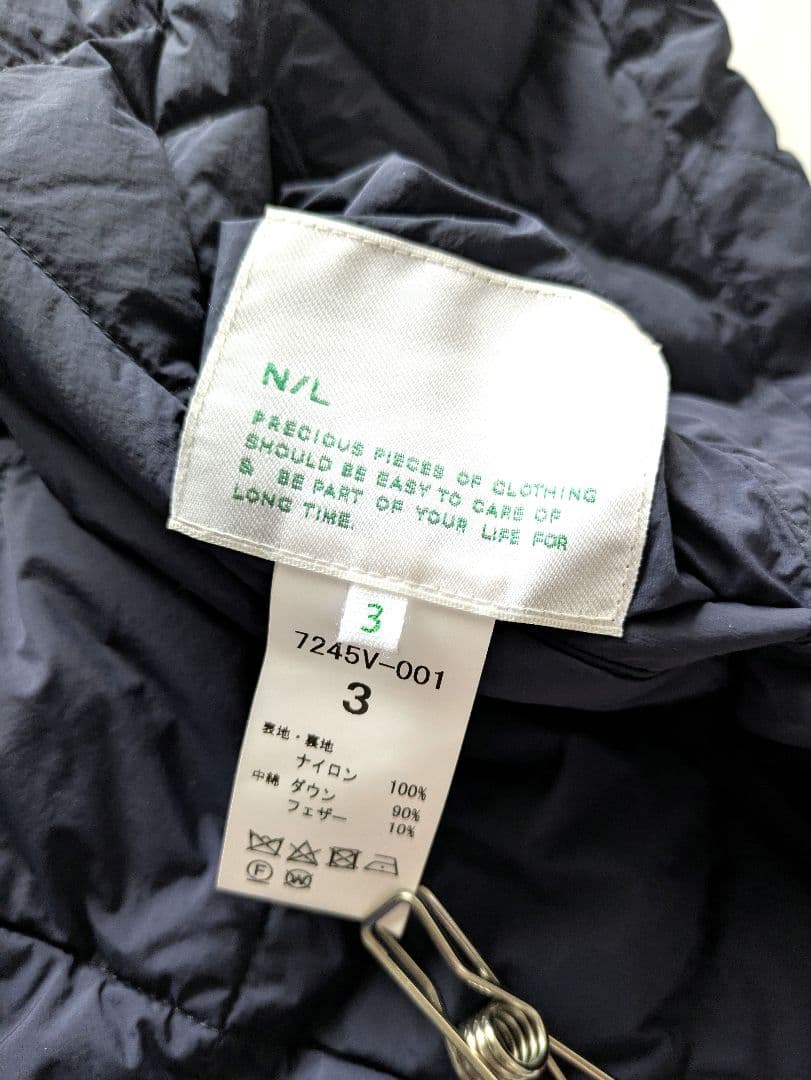 N/L
PRECIOUS PIECES OF CLOTHING
SHOULD BE EASY TO CARE OF
& BE PART OF YOUR LIFE FOR
LONG TIME.
3
7245V-001
3
表地・裏地
ナイロン 100%
中綿 ダウン 90%
フェザー 10%
F
W